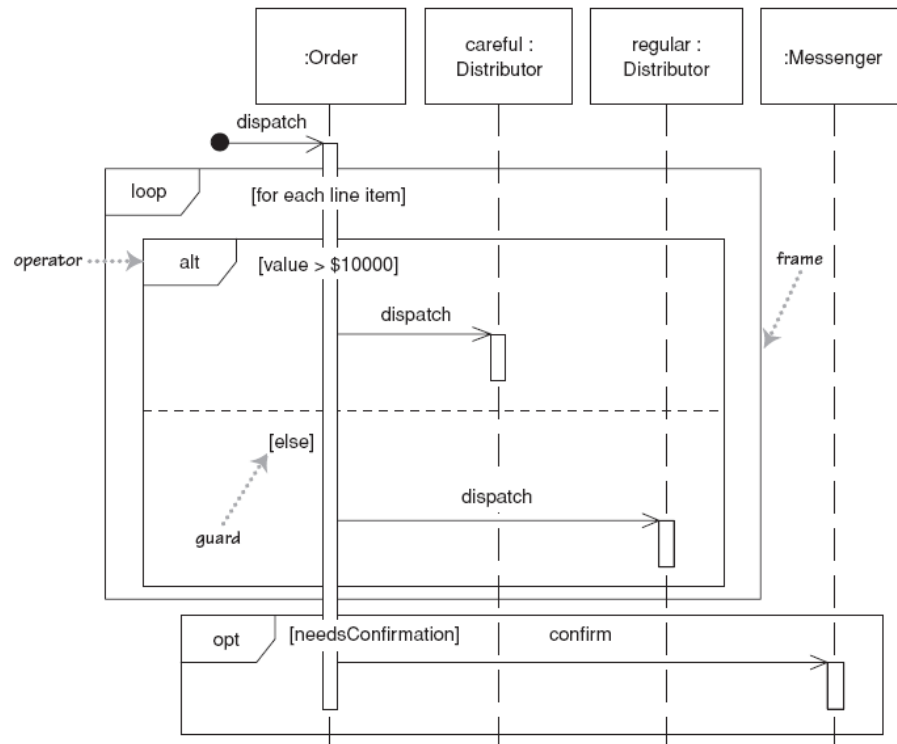 :Order
careful :
Distributor
regular :
Distributor
:Messenger
dispatch
loop
[for each line item]
operator
alt
[value > $10000]
frame
dispatch
[else]
dispatch
guard
opt
[needsConfirmation]
confirm